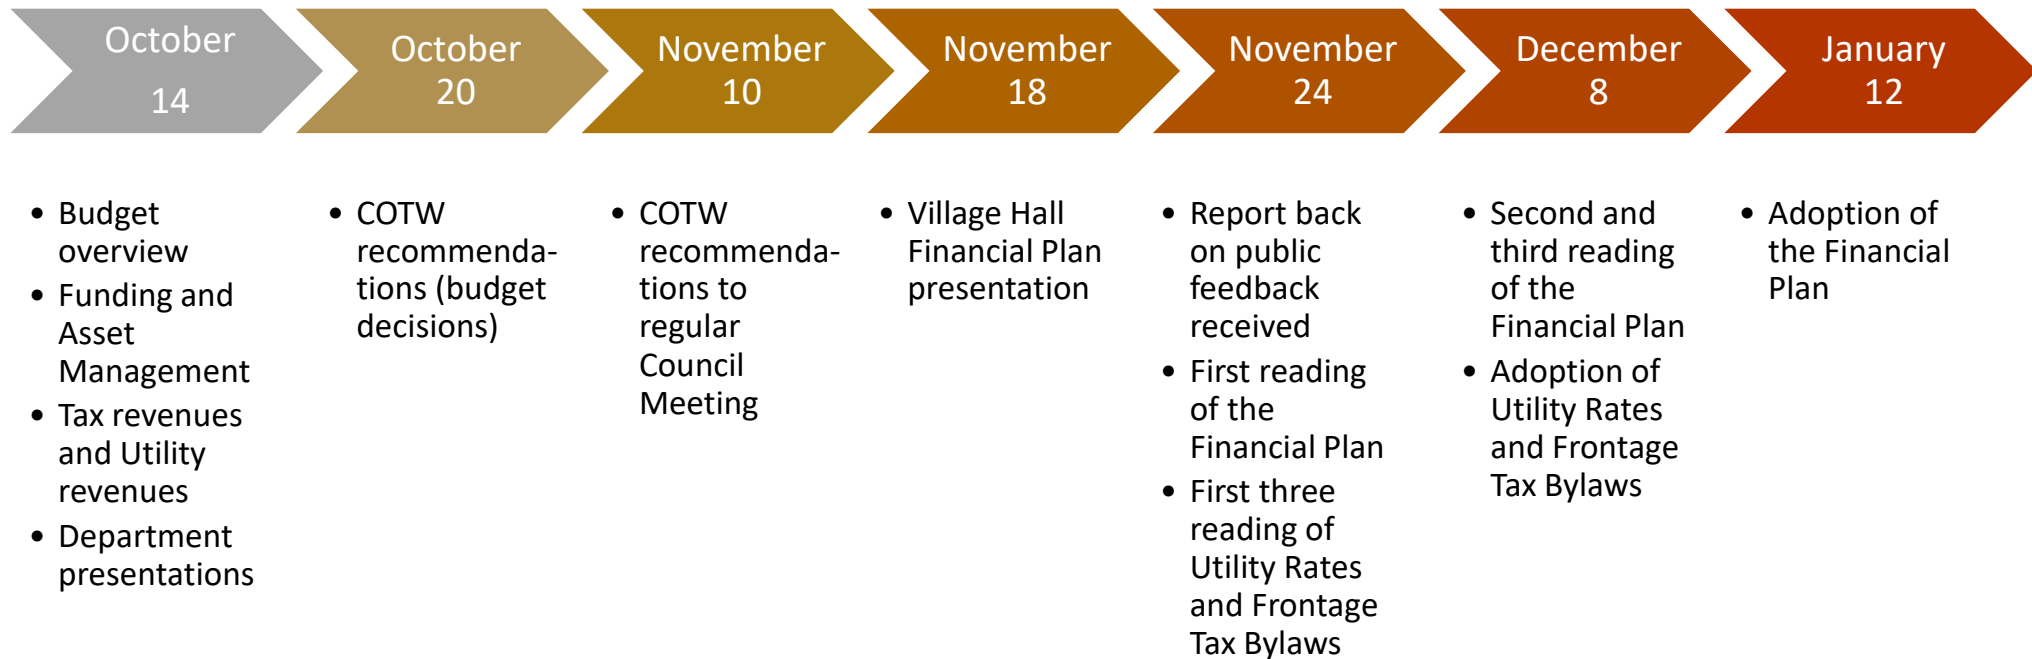 October
14
October
20
November
10
November
18
November
24
December
8
January
12
• Budget
overview
• Funding and
Asset
Management
• Tax revenues
and Utility
revenues
• Department
presentations
• COTW
recommenda-
tions (budget
decisions)
• COTW
recommenda-
tions to
regular
Council
Meeting
• Village Hall
Financial Plan
presentation
• Report back
on public
feedback
received
• First reading
of the
Financial Plan
• First three
reading of
Utility Rates
and Frontage
Tax Bylaws
• Second and
third reading
of the
Financial Plan
• Adoption of
Utility Rates
and Frontage
Tax Bylaws
• Adoption of
the Financial
Plan